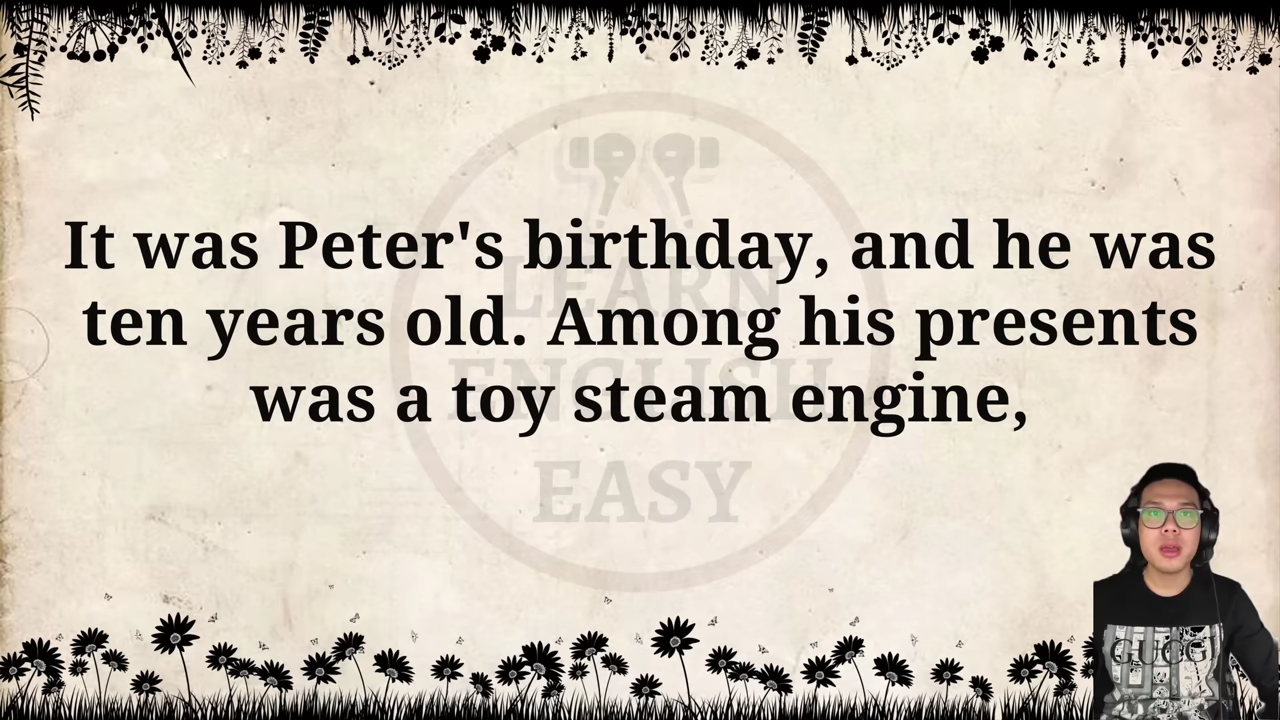 It was Peter's birthday, and he was
ten years old. Among his presents
was a toy steam engine,
LEARN
ENGLISH
EASY
GUCCI